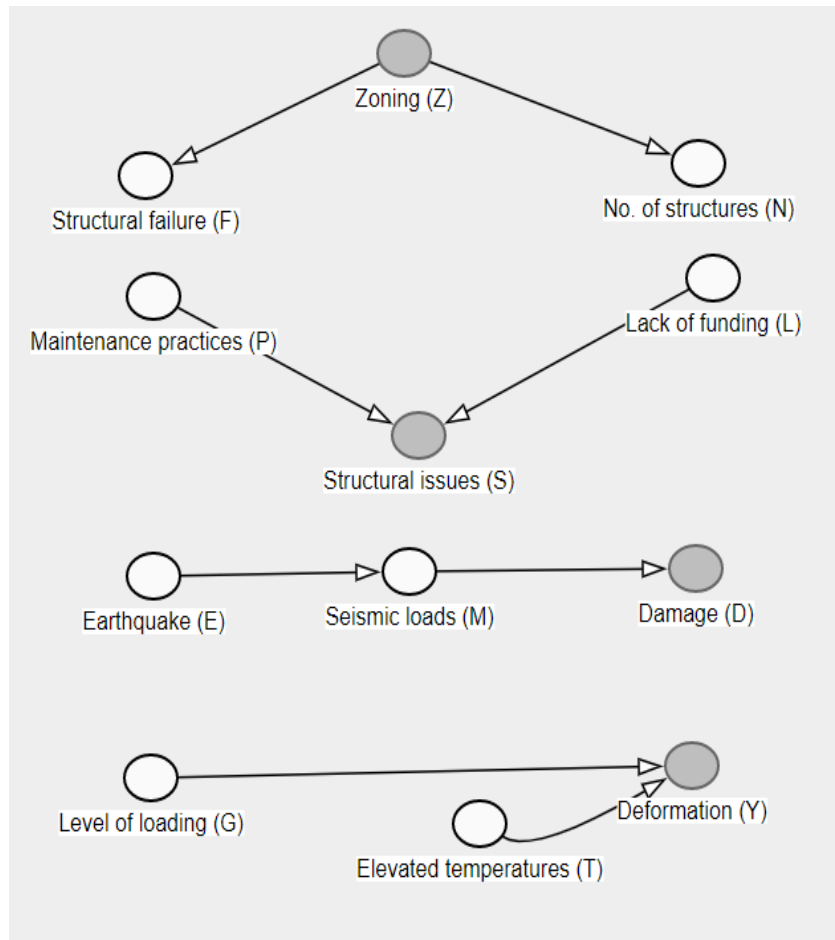 Zoning (Z)
Structural failure (F)
No. of structures (N)
Maintenance practices (P)
Lack of funding (L)
Structural issues (S)
Earthquake (E)
Seismic loads (M)
Damage (D)
Level of loading (G)
Deformation (Y)
Elevated temperatures (T)